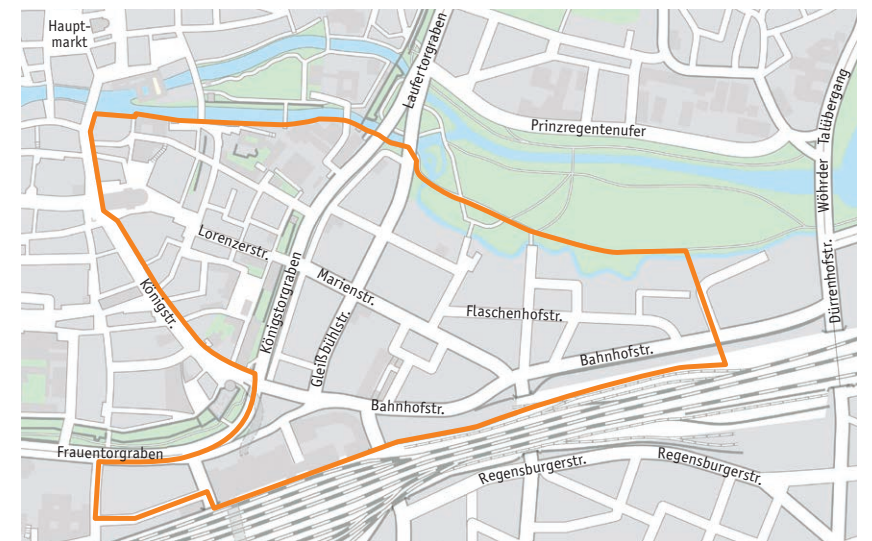 Haupt-
markt
Laufertorgraben
Prinzregentenufer
Wöhrder Talübergang
Lorenzerstr.
Königstorgraben
Marienstr.
Königstr.
Gleißbühlstr.
Flaschenhofstr.
Dürrenhofstr.
Bahnhofstr.
Bahnhofstr.
Frauentorgraben
Regensburgerstr.
Regensburgerstr.